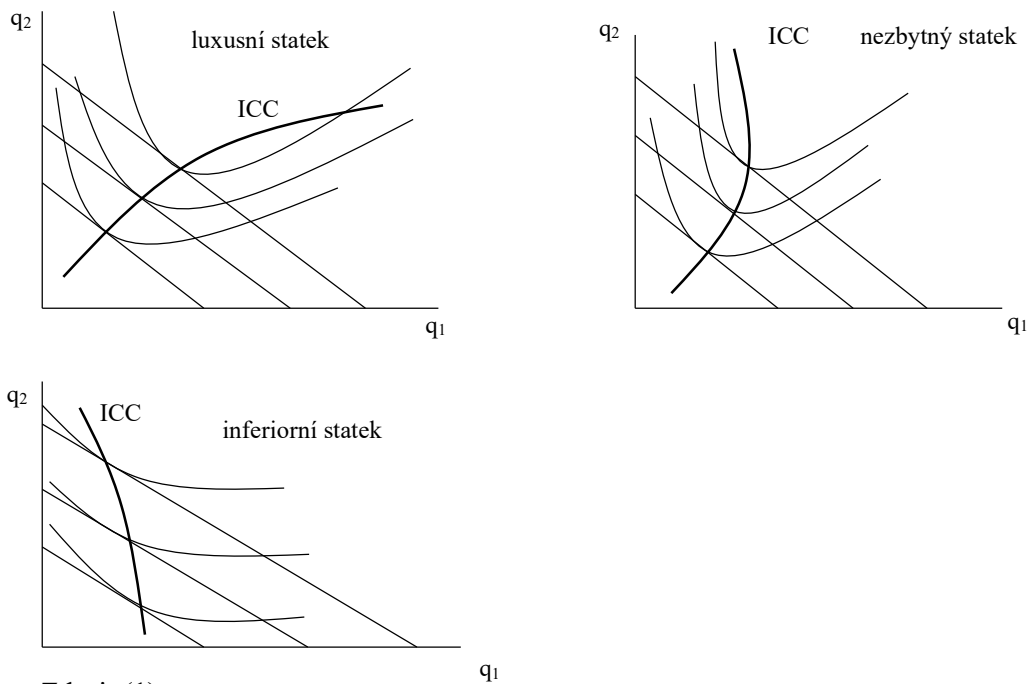 q2
luxusní statek
ICC
q1
q2
ICC
nezbytný statek
q1
q2
ICC
inferiorní statek
q1